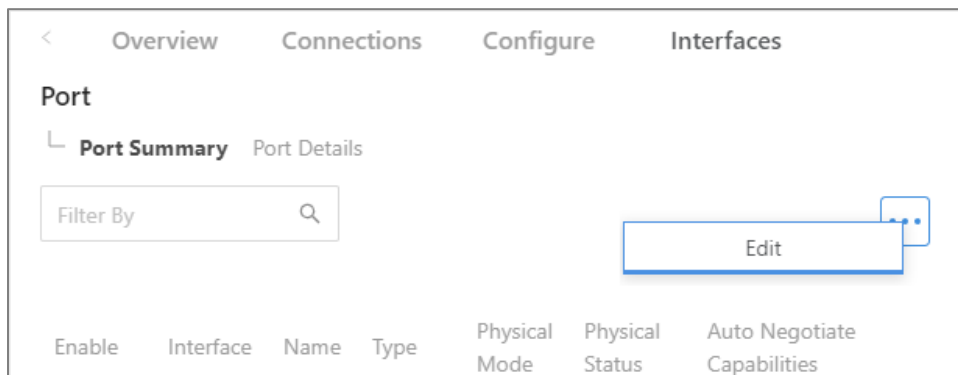 Overview Connections Configure Interfaces
Port
Port Summary Port Details
Filter By
Edit
Enable Interface Name Type Physical Mode Physical Status Auto Negotiate Capabilities